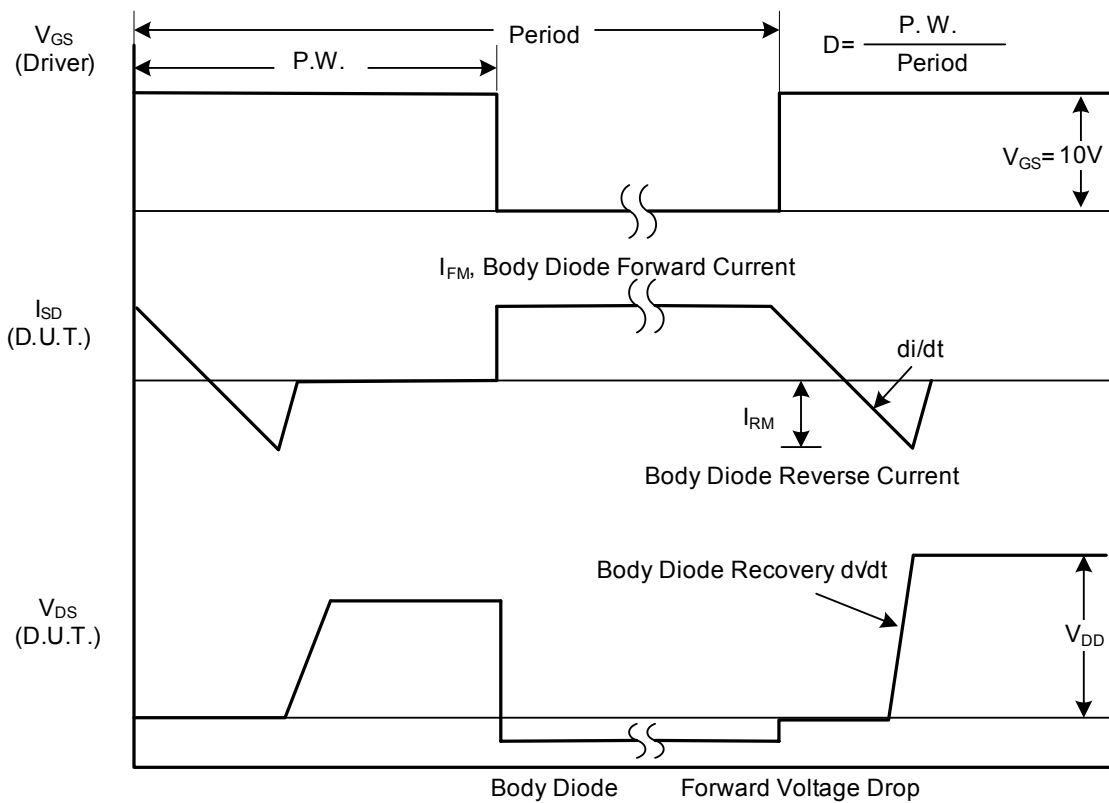 VGS
(Driver)
Period
P.W.
D= P. W.
Period
VGS= 10V
IFM, Body Diode Forward Current
ISD
(D.U.T.)
di/dt
IRM
Body Diode Reverse Current
Body Diode Recovery dv/dt
VDS
(D.U.T.)
VDD
Body Diode Forward Voltage Drop